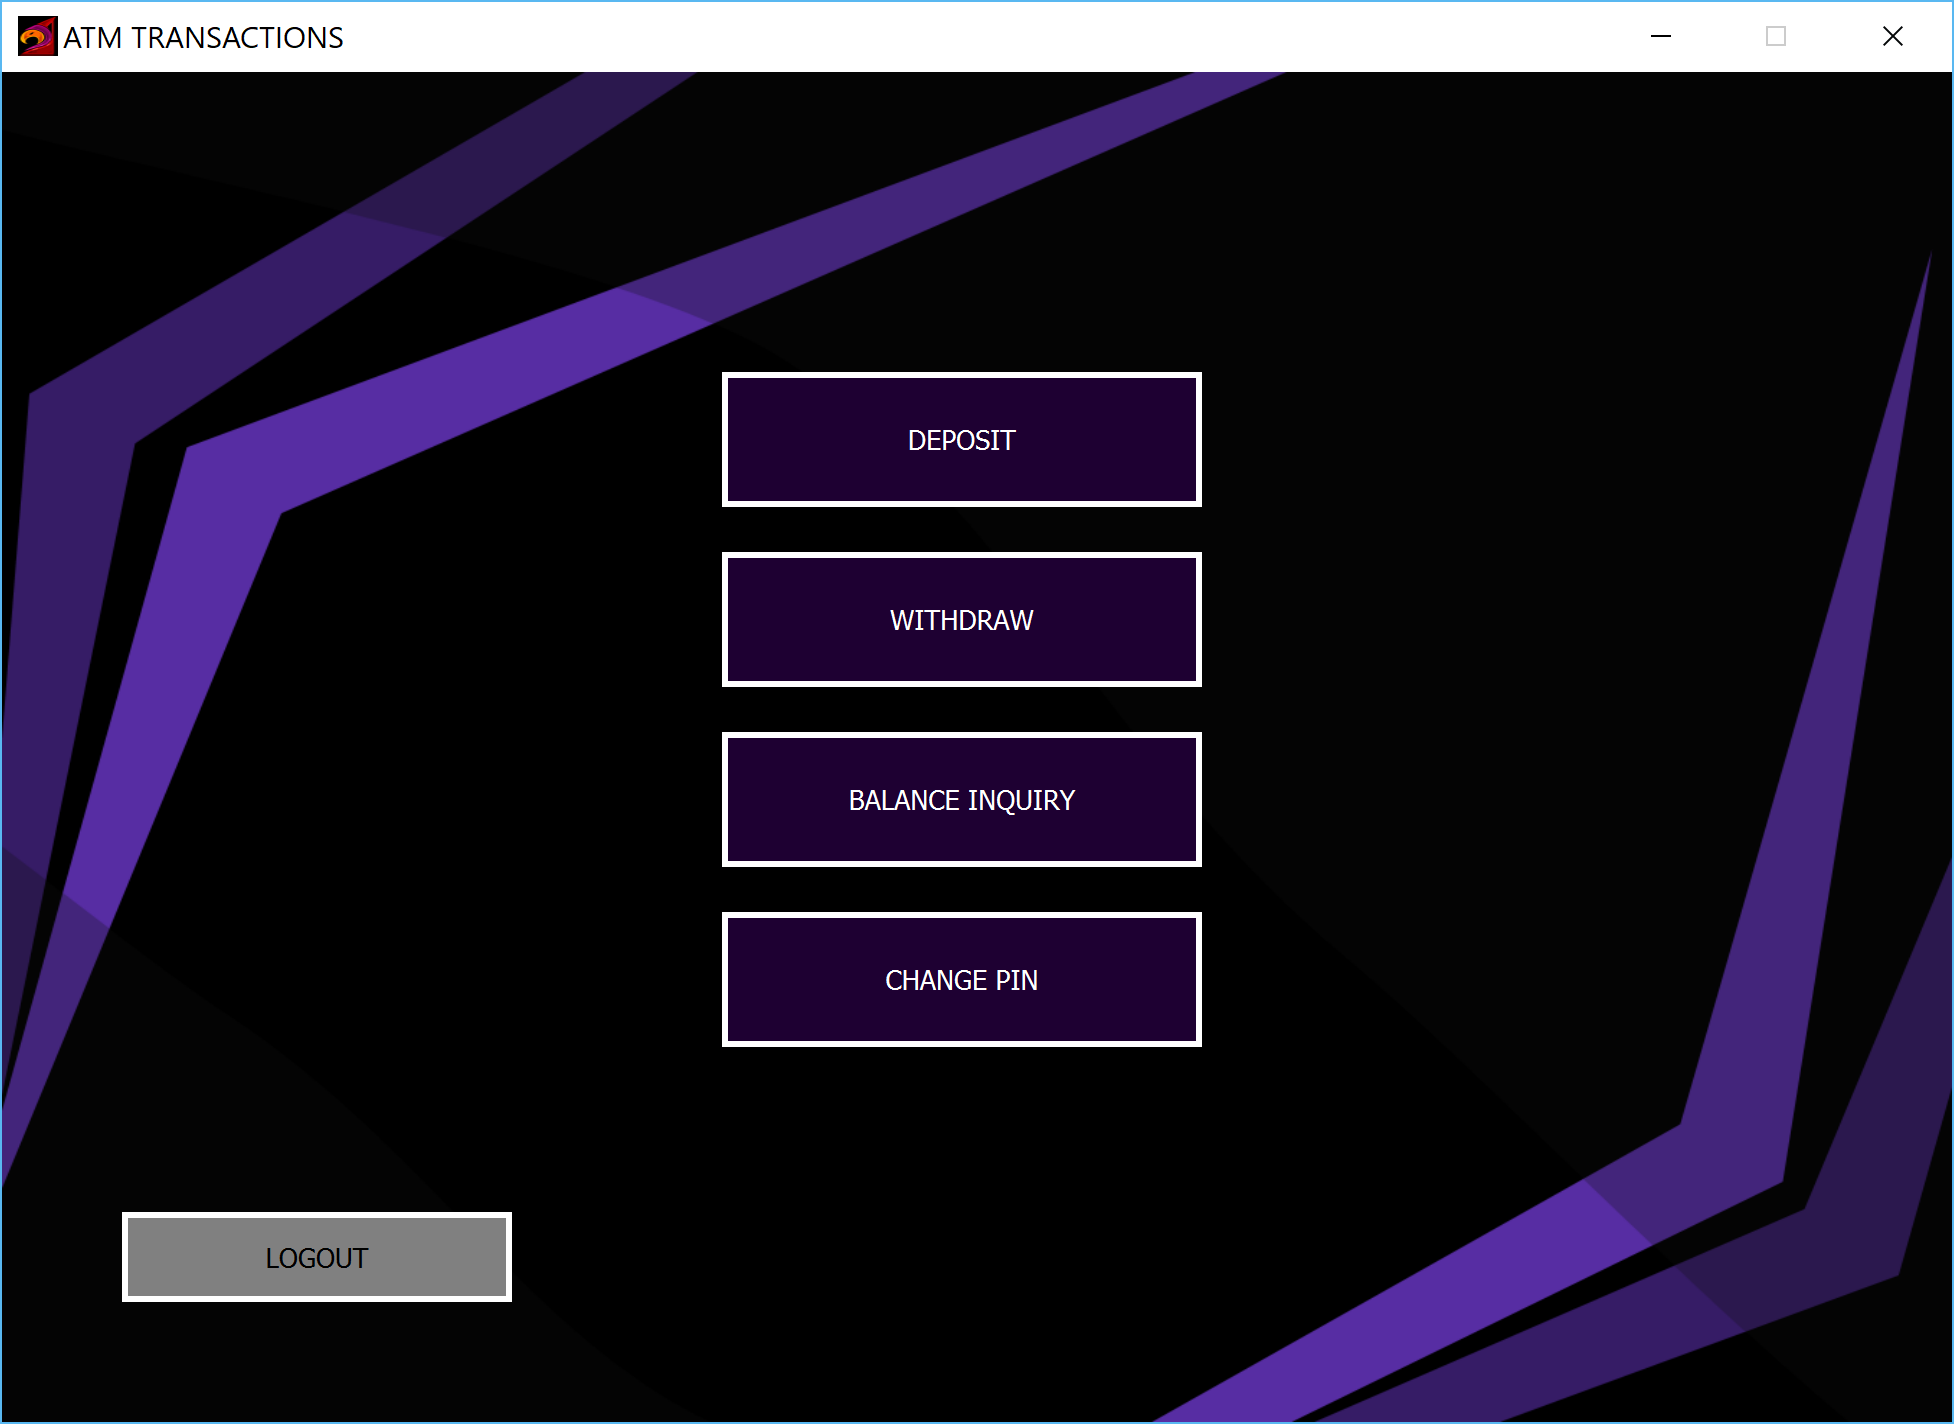 ATM TRANSACTIONS
DEPOSIT
WITHDRAW
BALANCE INQUIRY
CHANGE PIN
LOGOUT